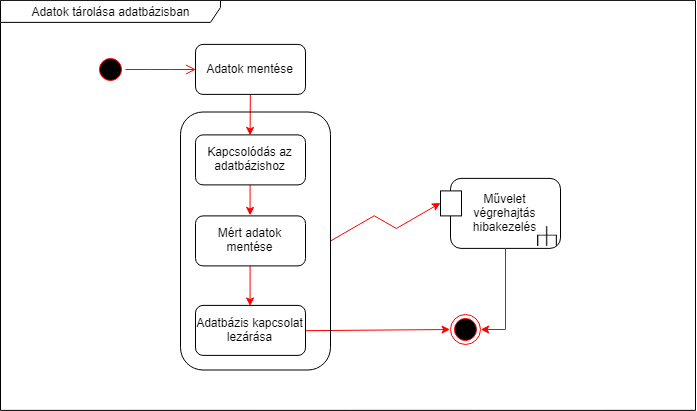 Adatok tárolása adatbázisban
Adatok mentése
Kapcsolódás az
adatbázishoz
Mért adatok
mentése
Adatbázis kapcsolat
lezárása
Művelet
végrehajtás
hibakezelés